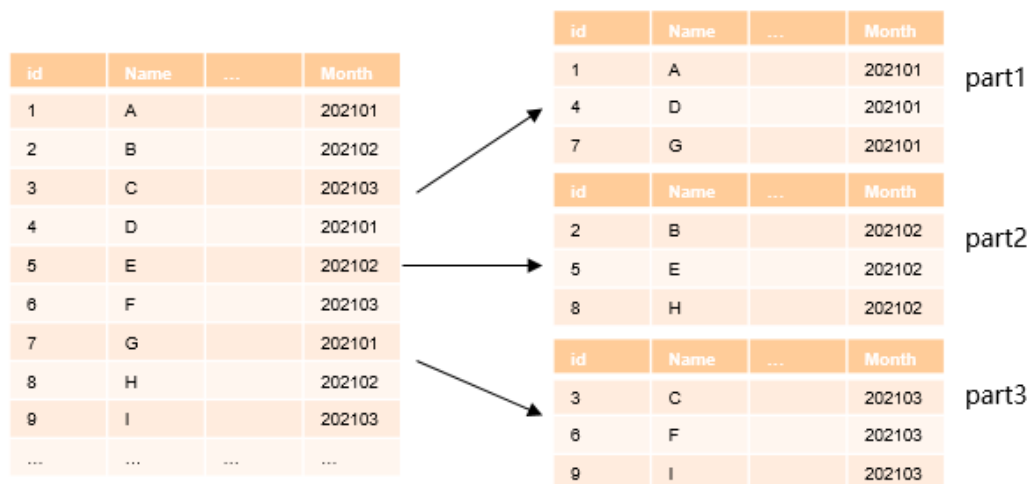 id Name ... Month
1 A 202101
2 B 202102
3 C 202103
4 D 202101
5 E 202102
6 F 202103
7 G 202101
8 H 202102
9 I 202103
... ... ... ...
id Name ... Month
1 A 202101
4 D 202101
7 G 202101
part1
id Name ... Month
2 B 202102
5 E 202102
8 H 202102
part2
id Name ... Month
3 C 202103
6 F 202103
9 I 202103
part3